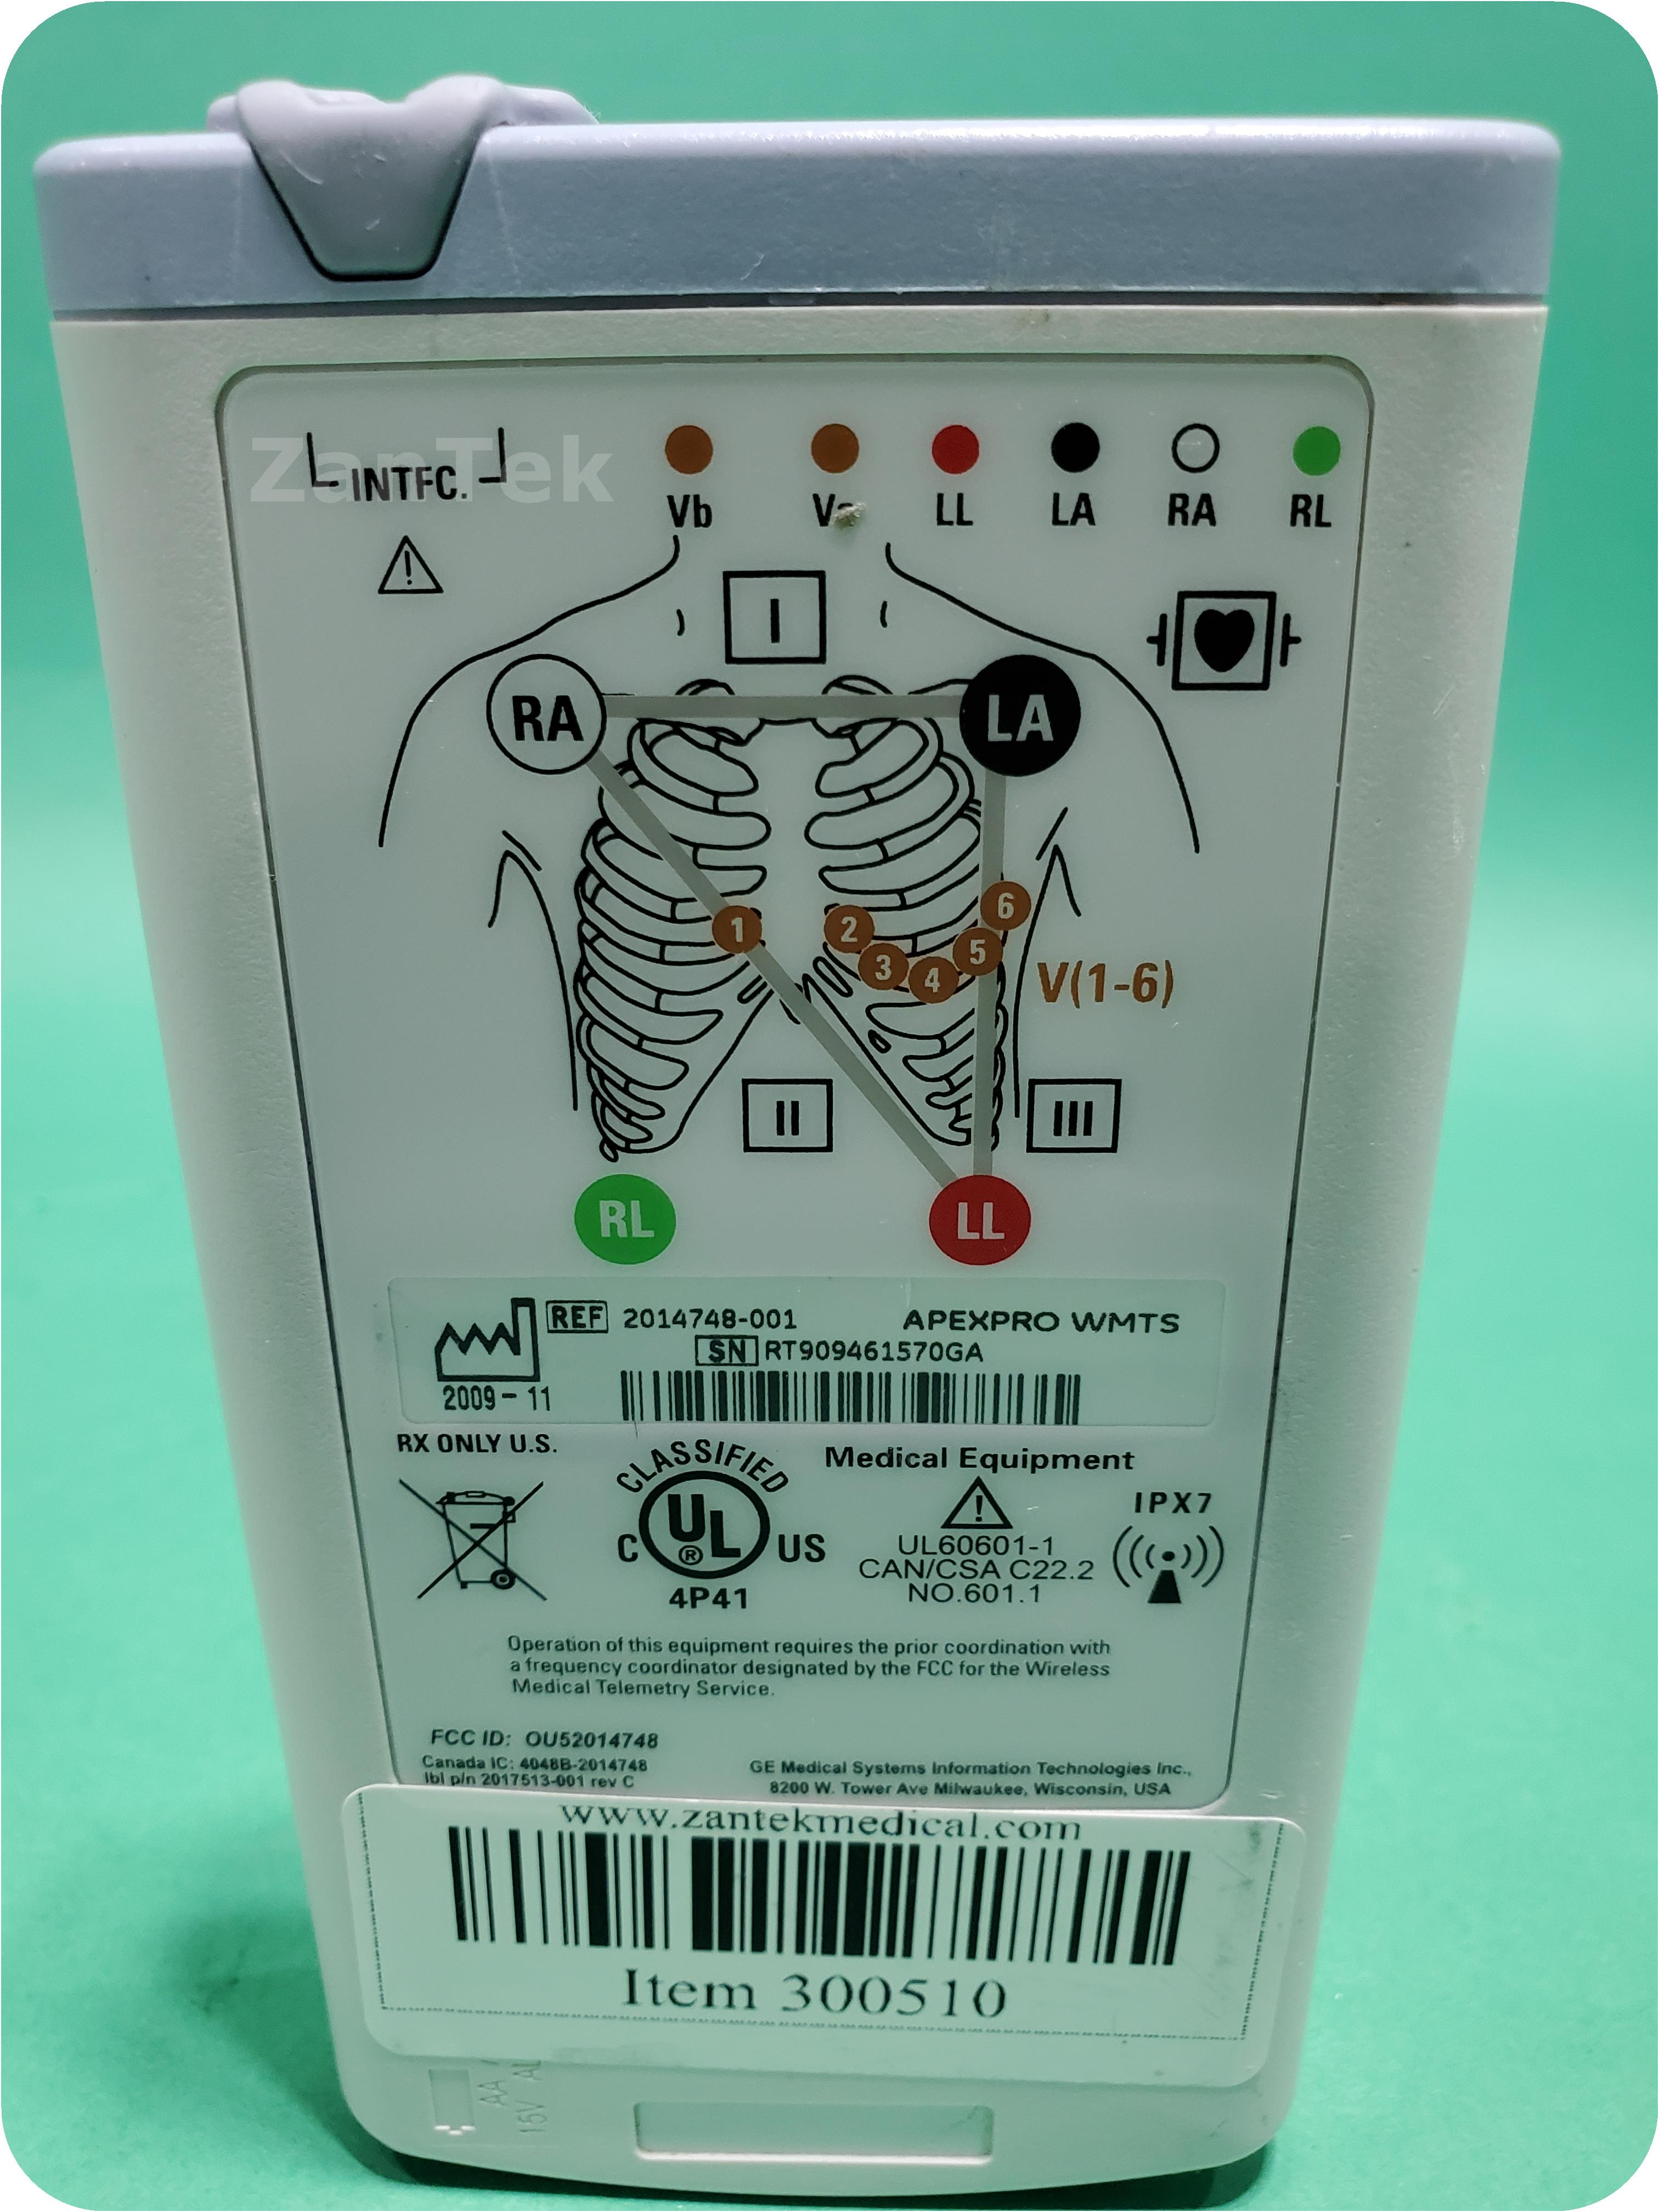 ZanTek
INTFC.
Vb Va LL LA RA RL
I
RA LA
1 2 3 4 5 6
V(1-6)
II III
RL LL
REF 2014748-001 APEXPRO WMTS
SN RT909461570GA
2009-11
RX ONLY U.S.
CLASSIFIED
C UL ® US
4P41
Medical Equipment
UL60601-1
CAN/CSA C22.2
NO.601.1
IPX7
Operation of this equipment requires the prior coordination with
a frequency coordinator designated by the FCC for the Wireless
Medical Telemetry Service.
FCC ID: OU52014748
Canada IC: 4048B-2014748
lbl p/n 2017513-001 rev C
GE Medical Systems Information Technologies Inc.,
8200 W. Tower Ave Milwaukee, Wisconsin, USA
www.zantekmedical.com
Item 300510
AA